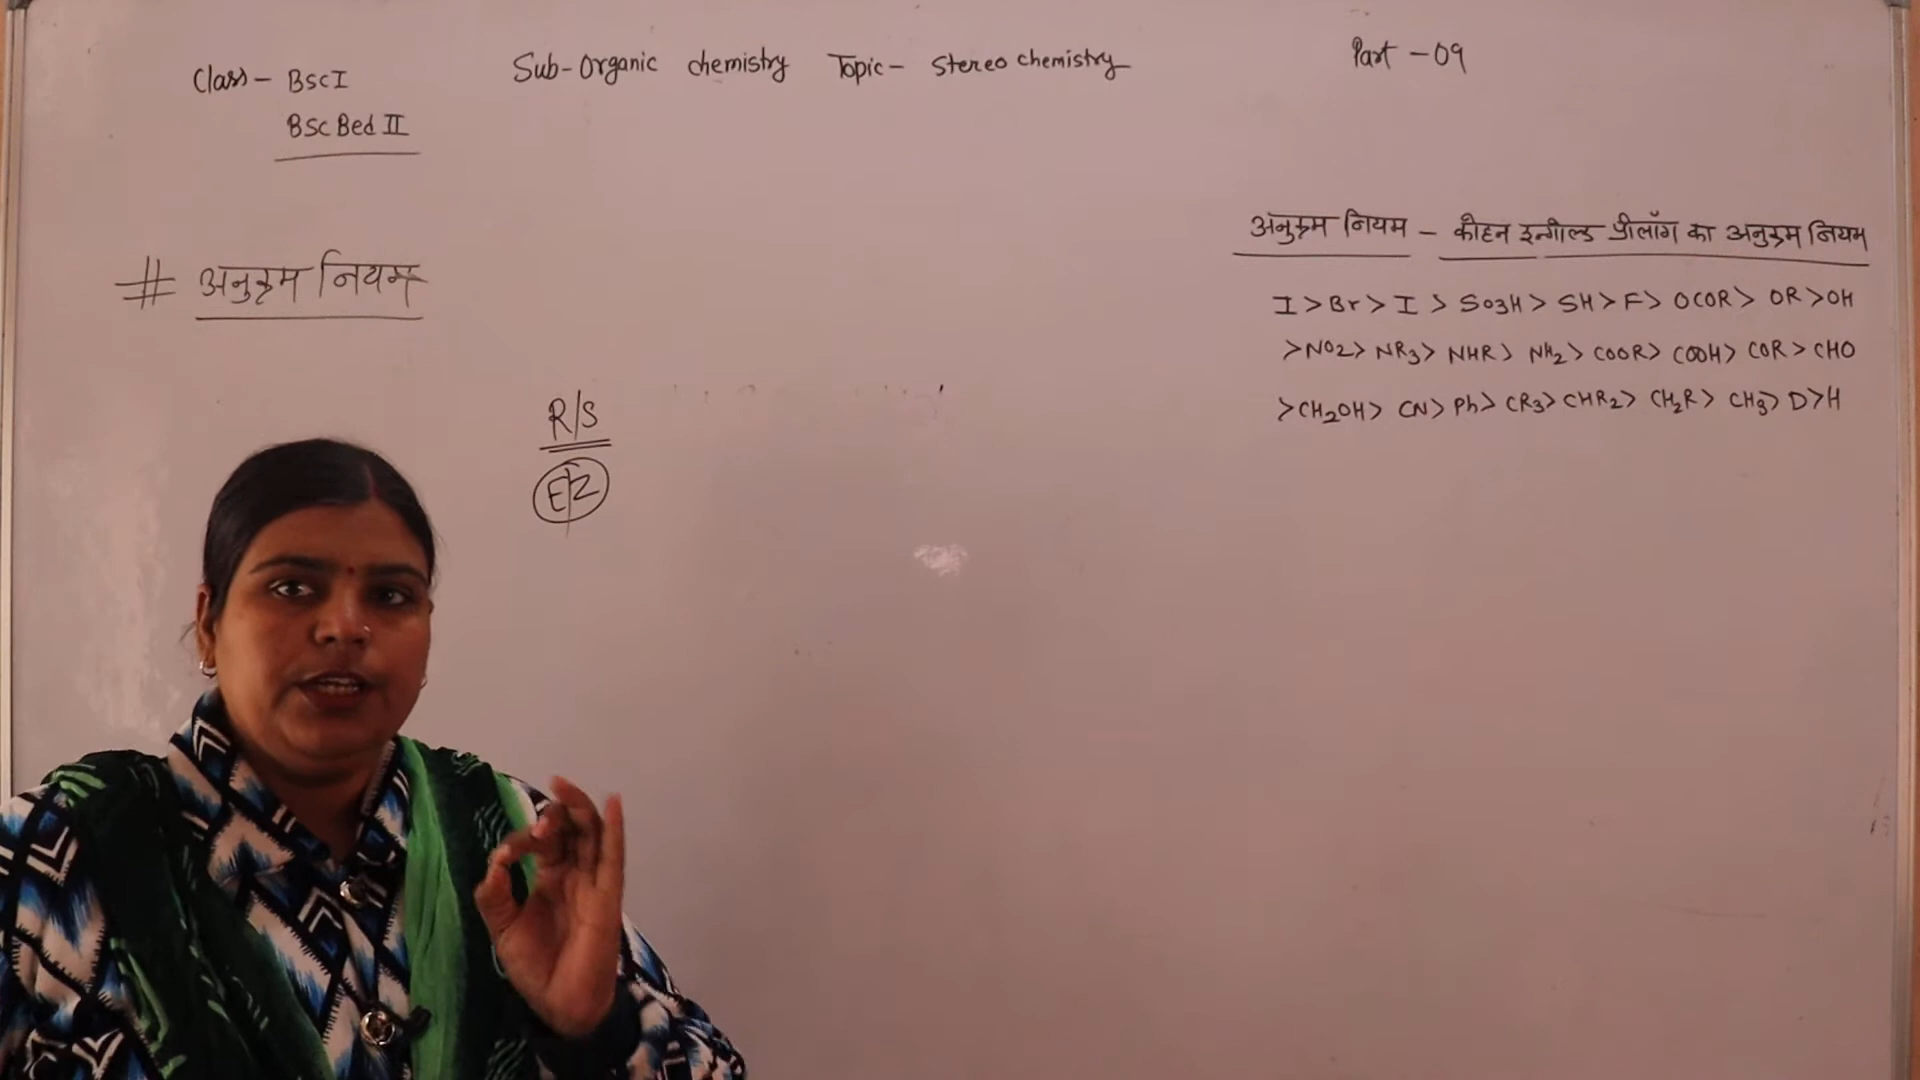 Class - BSc I
BSc Bed II
Sub-Organic chemistry Topic - Stereo chemistry
Part - 09
# अनुक्रम नियम
R/S
E/Z
अनुक्रम नियम - कॉहन इन्गोल्ड प्रीलॉग का अनुक्रम नियम
I > Br > I > SO3H > SH > F > OCOR > OR > OH
> NO2 > NR3 > NHR > NH2 > COOR > COOH > COR > CHO
> CH2OH > CN > Ph > CR3 > CHR2 > CH2R > CH3 > D > H